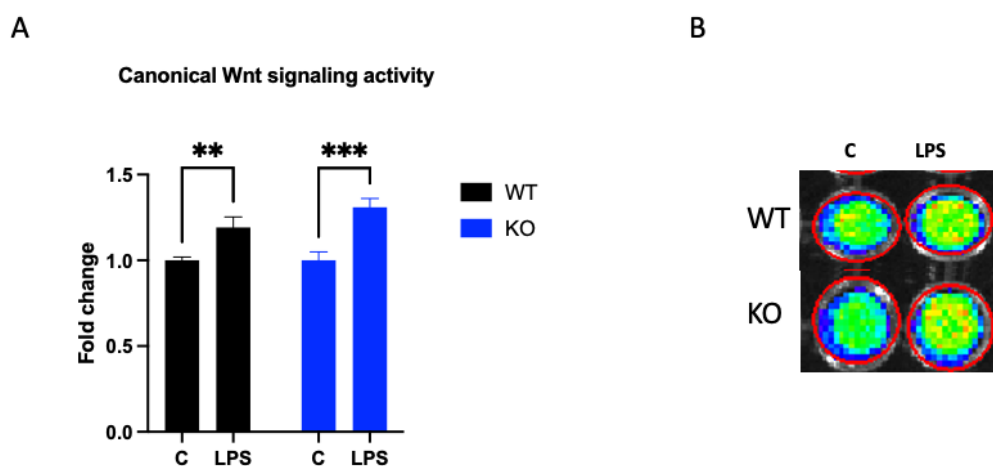 A
Canonical Wnt signaling activity
Fold change
1.5
1.0
0.5
0.0
**
***
C
LPS
C
LPS
WT
KO
B
C
LPS
WT
KO